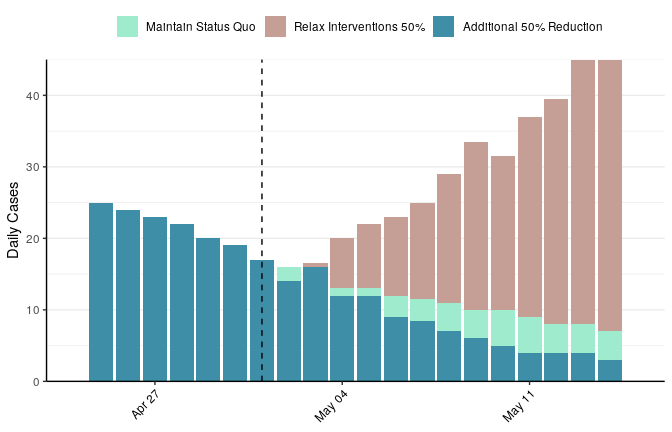 Maintain Status Quo Relax Interventions 50% Additional 50% Reduction
Daily Cases
40
30
20
10
0
Apr 27 May 04 May 11